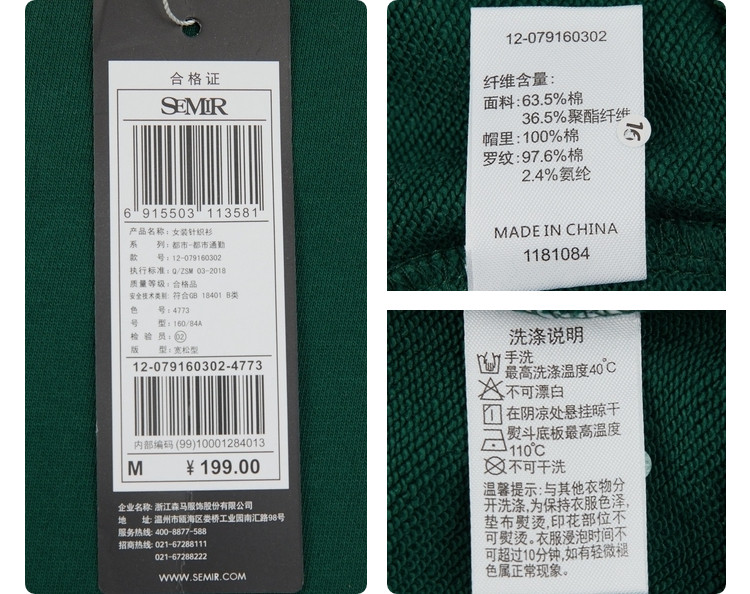 合格证
SEMIR
6 915503 113581
产品名称: 女装针织衫
系 列: 都市-都市通勤
款 号: 12-079160302
执行标准: Q/ZSM 03-2018
质量等级: 合格品
安全技术类别: 符合GB 18401 B类
色 号: 4773
号 型: 160/84A
检 验 员: 02
版 型: 宽松型
12-079160302-4773
内部编码 (99)10001284013
M ¥ 199.00
企业名称: 浙江森马服饰股份有限公司
地 址: 温州市瓯海区娄桥工业园南汇路98号
服务热线: 400-8877-588
招商热线: 021-67288111
021-67288222
WWW.SEMIR.COM
12-079160302
纤维含量:
面料: 63.5%棉
36.5%聚酯纤维
帽里: 100%棉
罗纹: 97.6%棉
2.4%氨纶
16
MADE IN CHINA
1181084
洗涤说明
手洗
最高洗涤温度40℃
不可漂白
在阴凉处悬挂晾干
熨斗底板最高温度
110℃
不可干洗
温馨提示: 与其他衣物分
开洗涤,为保持衣服色泽,
垫布熨烫,印花部位不
可熨烫。衣服浸泡时间不
可超过10分钟,如有轻微褪
色属正常现象。